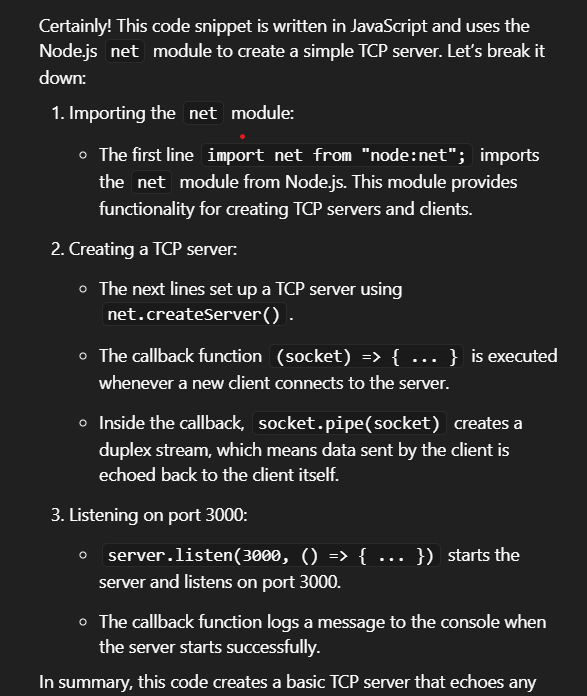 Certainly! This code snippet is written in JavaScript and uses the
Node.js net module to create a simple TCP server. Let’s break it
down:
1. Importing the net module:
○ The first line import net from "node:net"; imports
the net module from Node.js. This module provides
functionality for creating TCP servers and clients.
2. Creating a TCP server:
○ The next lines set up a TCP server using
net.createServer() .
○ The callback function (socket) => { ... } is executed
whenever a new client connects to the server.
○ Inside the callback, socket.pipe(socket) creates a
duplex stream, which means data sent by the client is
echoed back to the client itself.
3. Listening on port 3000:
○ server.listen(3000, () => { ... }) starts the
server and listens on port 3000.
○ The callback function logs a message to the console when
the server starts successfully.
In summary, this code creates a basic TCP server that echoes any